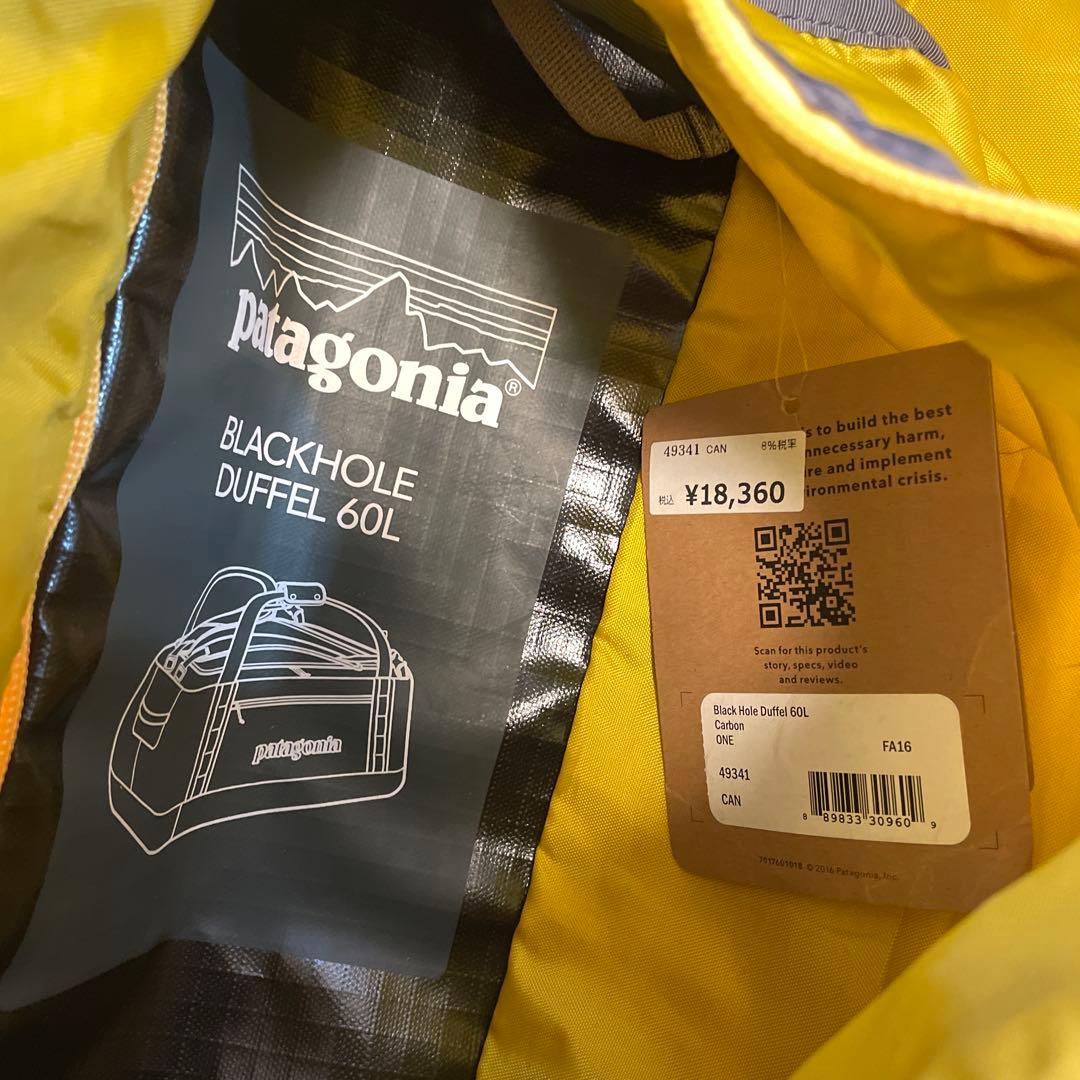 patagonia®
BLACKHOLE
DUFFEL 60L
patagonia
s to build the best
nnecessary harm,
re and implement
ironmental crisis.
49341 CAN 8%税率
税込 ¥18,360
Scan for this product's
story, specs, video
and reviews.
Black Hole Duffel 60L
Carbon
ONE FA16
49341
CAN
8 89833 30960 9
7017601018 © 2016 Patagonia, Inc.